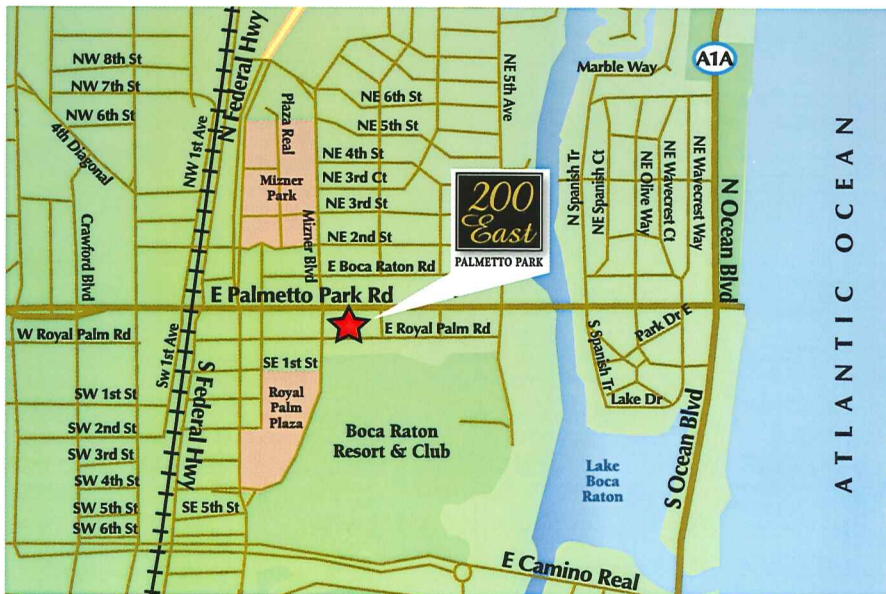 NW 8th St
NW 7th St
NW 6th St
4th Diagonal
NW 1st Ave
N Federal Hwy
Plaza Real
NE 6th St
NE 5th St
NE 4th St
NE 3rd Ct
NE 3rd St
NE 2nd St
Mizner
Park
Mizner Blvd
E Boca Raton Rd
NE 5th Ave
Marble Way
A1A
N Spanish Tr
NE Spanish Ct
NE Olive Way
NE Wavecrest Ct
NE Wavecrest Way
N Ocean Blvd
ATLANTIC OCEAN
200
East
PALMETTO PARK
Crawford Blvd
E Palmetto Park Rd
W Royal Palm Rd
E Royal Palm Rd
Sw 1st Ave
S Federal Hwy
SE 1st St
Royal
Palm
Plaza
SW 1st St
SW 2nd St
SW 3rd St
SW 4th St
SW 5th St
SW 6th St
SE 5th St
Boca Raton
Resort & Club
S Spanish Tr
Park Dr E
Lake Dr
Lake
Boca
Raton
S Ocean Blvd
E Camino Real